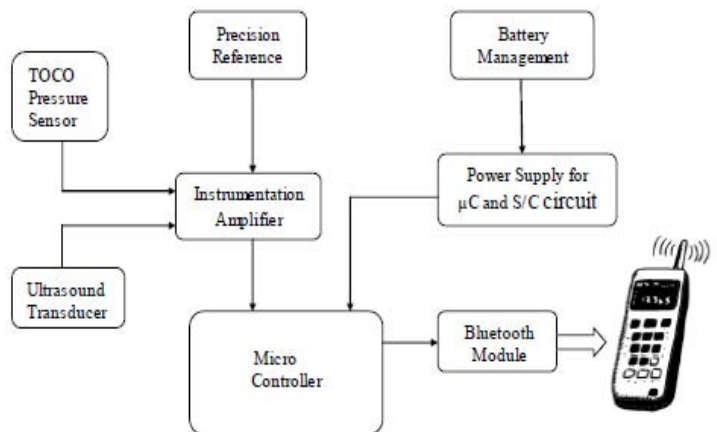 Precision
Reference
Battery
Management
TOCO
Pressure
Sensor
Instrumentation
Amplifier
Power Supply for
μC and S/C circuit
Ultrasound
Transducer
Micro
Controller
Bluetooth
Module